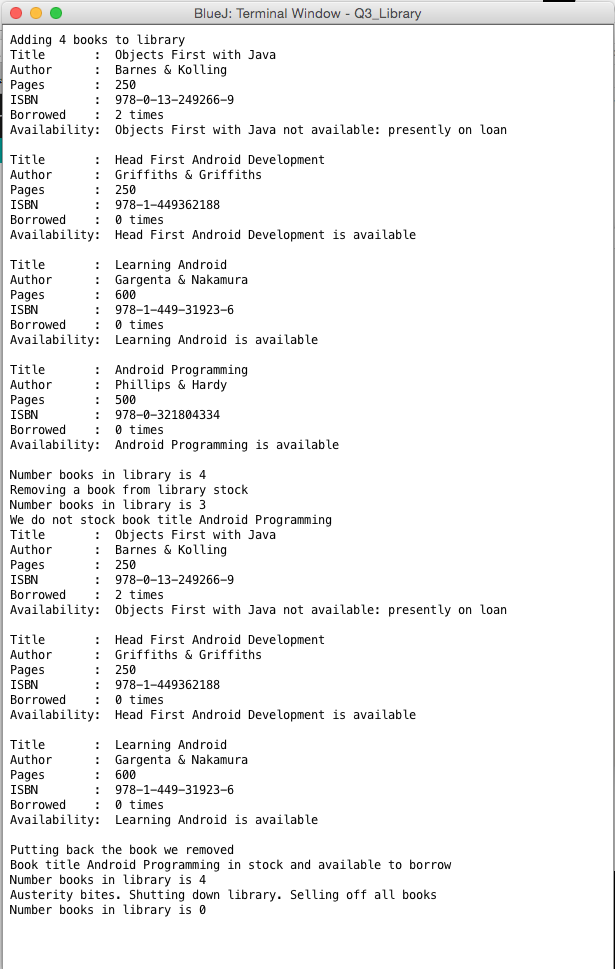 BlueJ: Terminal Window - Q3_Library
Adding 4 books to library
Title       :  Objects First with Java
Author      :  Barnes & Kolling
Pages       :  250
ISBN        :  978-0-13-249266-9
Borrowed    :  2 times
Availability:  Objects First with Java not available: presently on loan

Title       :  Head First Android Development
Author      :  Griffiths & Griffiths
Pages       :  250
ISBN        :  978-1-449362188
Borrowed    :  0 times
Availability:  Head First Android Development is available

Title       :  Learning Android
Author      :  Gargenta & Nakamura
Pages       :  600
ISBN        :  978-1-449-31923-6
Borrowed    :  0 times
Availability:  Learning Android is available

Title       :  Android Programming
Author      :  Phillips & Hardy
Pages       :  500
ISBN        :  978-0-321804334
Borrowed    :  0 times
Availability:  Android Programming is available

Number books in library is 4
Removing a book from library stock
Number books in library is 3
We do not stock book title Android Programming
Title       :  Objects First with Java
Author      :  Barnes & Kolling
Pages       :  250
ISBN        :  978-0-13-249266-9
Borrowed    :  2 times
Availability:  Objects First with Java not available: presently on loan

Title       :  Head First Android Development
Author      :  Griffiths & Griffiths
Pages       :  250
ISBN        :  978-1-449362188
Borrowed    :  0 times
Availability:  Head First Android Development is available

Title       :  Learning Android
Author      :  Gargenta & Nakamura
Pages       :  600
ISBN        :  978-1-449-31923-6
Borrowed    :  0 times
Availability:  Learning Android is available

Putting back the book we removed
Book title Android Programming in stock and available to borrow
Number books in library is 4
Austerity bites. Shutting down library. Selling off all books
Number books in library is 0